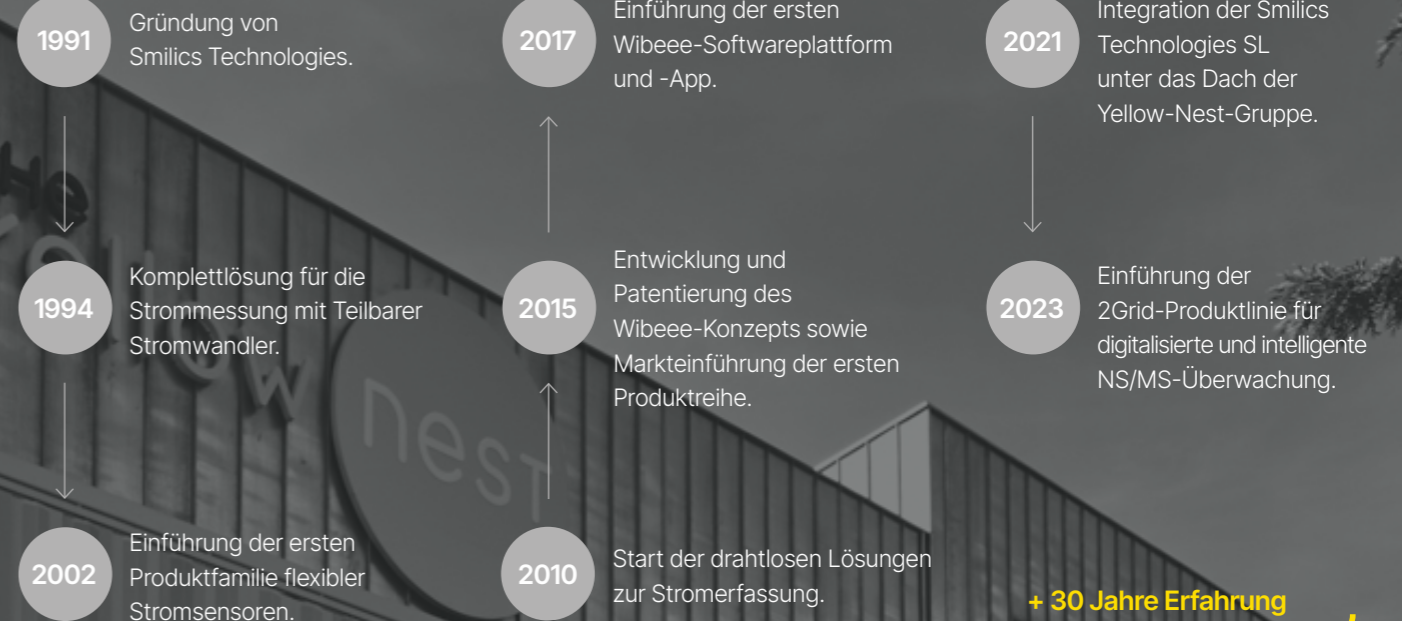 1991
Gründung von
Smilics Technologies.
1994
Komplettlösung für die
Strommessung mit Teilbarer
Stromwandler.
2002
Einführung der ersten
Produktfamilie flexibler
Stromsensoren.
2010
Start der drahtlosen Lösungen
zur Stromerfassung.
2015
Entwicklung und
Patentierung des
Wibeee-Konzepts sowie
Markteinführung der ersten
Produktreihe.
2017
Einführung der ersten
Wibeee-Softwareplattform
und -App.
2021
Integration der Smilics
Technologies SL
unter das Dach der
Yellow-Nest-Gruppe.
2023
Einführung der
2Grid-Produktlinie für
digitalisierte und intelligente
NS/MS-Überwachung.
+ 30 Jahre Erfahrung
He
Yellow
nest